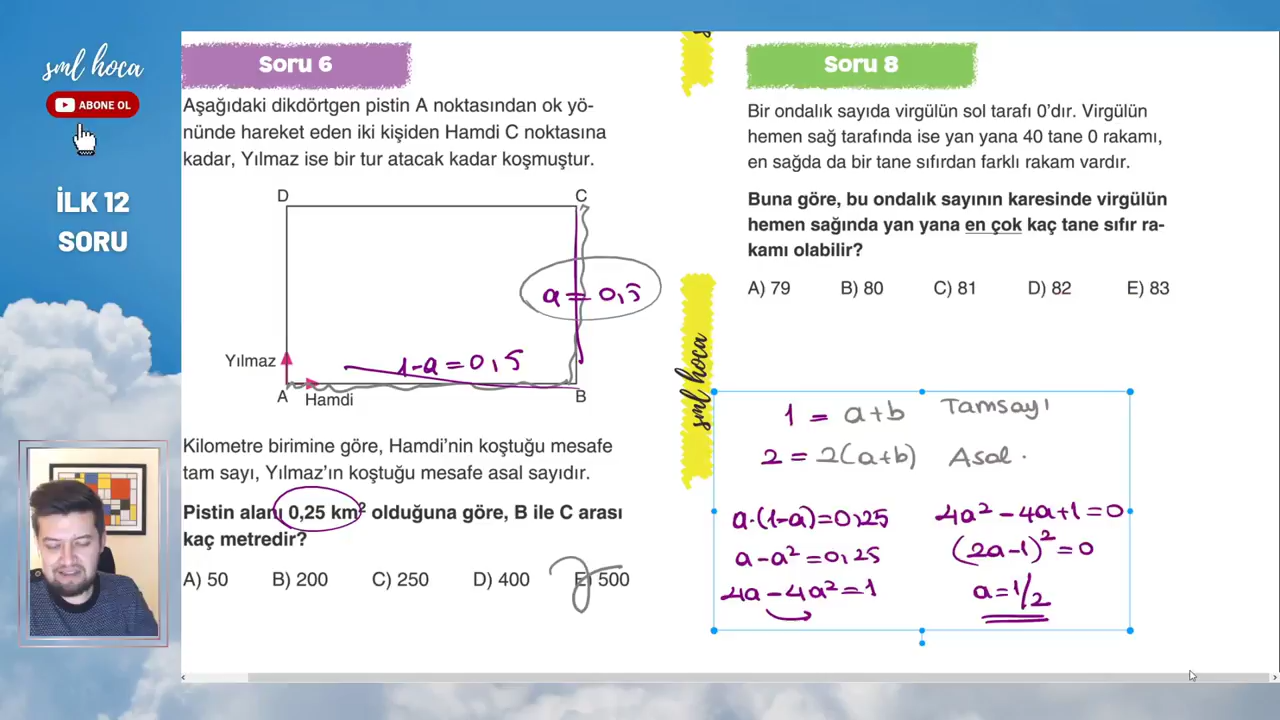 sml hoca
ABONE OL
İLK 12
SORU
Soru 6
Aşağıdaki dikdörtgen pistin A noktasından ok yö-
nünde hareket eden iki kişiden Hamdi C noktasına
kadar, Yılmaz ise bir tur atacak kadar koşmuştur.
D
C
a = 0,5
1-a = 0,5
Yılmaz
A
Hamdi
B
Kilometre birimine göre, Hamdi'nin koştuğu mesafe
tam sayı, Yılmaz'ın koştuğu mesafe asal sayıdır.
Pistin alanı 0,25 km² olduğuna göre, B ile C arası
kaç metredir?
A) 50 B) 200 C) 250 D) 400 E) 500
Soru 8
Bir ondalık sayıda virgülün sol tarafı 0'dır. Virgülün
hemen sağ tarafında ise yan yana 40 tane 0 rakamı,
en sağda da bir tane sıfırdan farklı rakam vardır.
Buna göre, bu ondalık sayının karesinde virgülün
hemen sağında yan yana en çok kaç tane sıfır ra-
kamı olabilir?
A) 79 B) 80 C) 81 D) 82 E) 83
sml hoca
1 = a+b Tamsayı
2 = 2(a+b) Asal.
a.(1-a)=0,25
a-a²=0,25
4a-4a²=1
4a²-4a+1=0
(2a-1)²=0
a=1/2